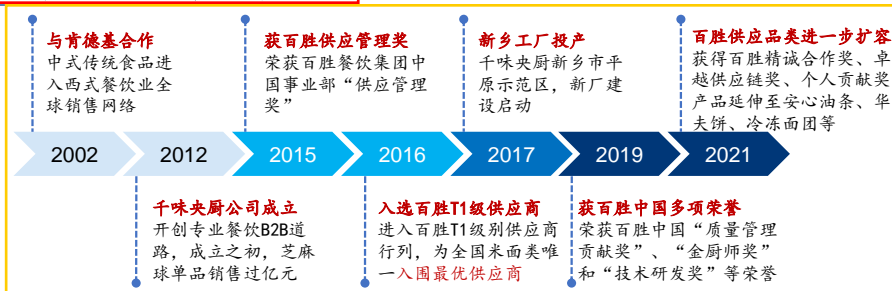 与肯德基合作
中式传统食品进
入西式餐饮业全
球销售网络
获百胜供应管理奖
荣获百胜餐饮集团中
国事业部“供应管理
奖”
新乡工厂投产
千味央厨新乡市平
原示范区，新厂建
设启动
百胜供应品类进一步扩容
获得百胜精诚合作奖、卓
越供应链奖、个人贡献奖
产品延伸至安心油条、华
夫饼、冷冻面团等
2002
2012
2015
2016
2017
2019
2021
千味央厨公司成立
开创专业餐饮B2B道
路，成立之初，芝麻
球单品销售过亿元
入选百胜T1级供应商
进入百胜T1级别供应商
行列，为全国米面类唯
一入围最优供应商
获百胜中国多项荣誉
荣获百胜中国“质量管理
贡献奖”、“金厨师奖”
和“技术研发奖”等荣誉